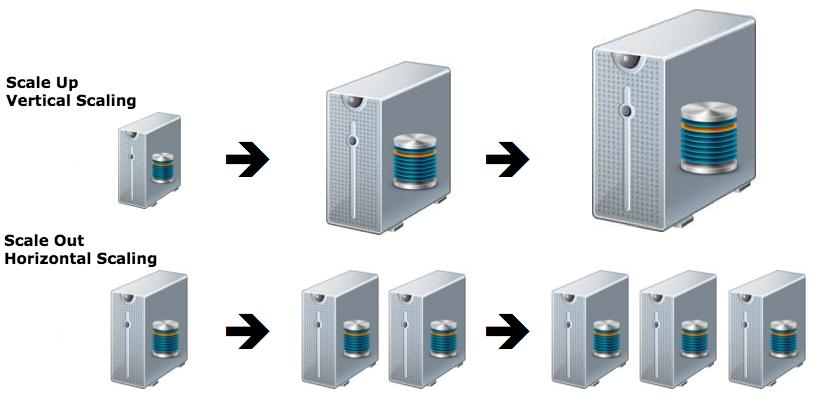 Scale Up
Vertical Scaling
Scale Out
Horizontal Scaling